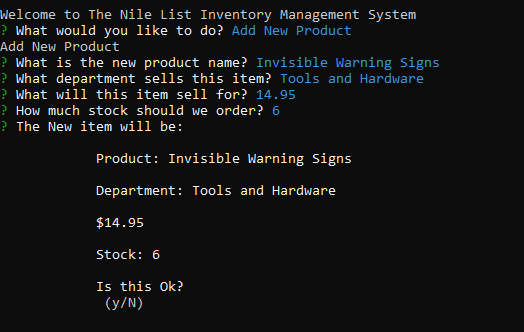 Welcome to The Nile List Inventory Management System
? What would you like to do? Add New Product
Add New Product
? What is the new product name? Invisible Warning Signs
? What department sells this item? Tools and Hardware
? What will this item sell for? 14.95
? How much stock should we order? 6
? The New item will be:
Product: Invisible Warning Signs
Department: Tools and Hardware
$14.95
Stock: 6
Is this Ok?
(y/N)